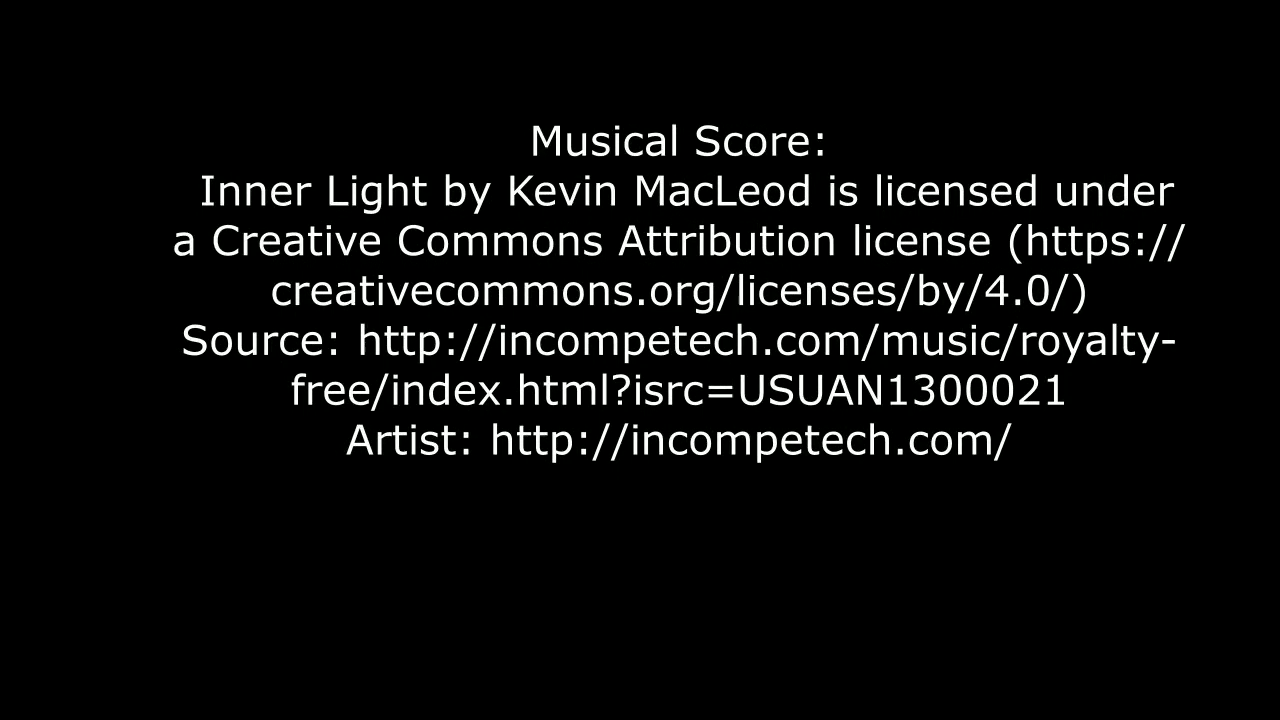 Musical Score:
Inner Light by Kevin MacLeod is licensed under
a Creative Commons Attribution license (https://
creativecommons.org/licenses/by/4.0/)
Source: http://incompetech.com/music/royalty-
free/index.html?isrc=USUAN1300021
Artist: http://incompetech.com/